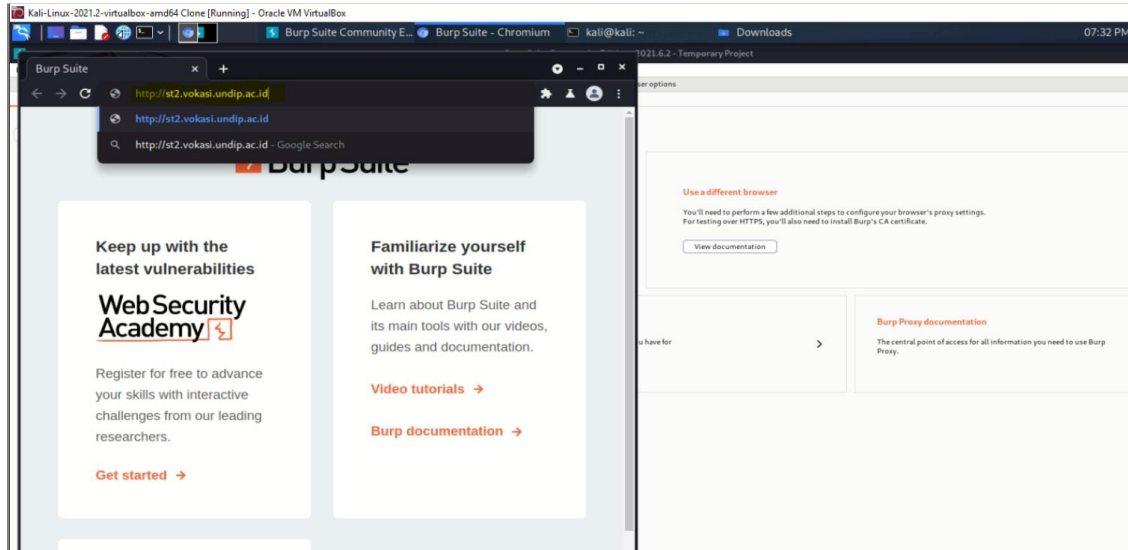 Kali-Linux-2021.2-virtualbox-amd64 Clone [Running] - Oracle VM VirtualBox
Burp Suite Community E... Burp Suite - Chromium kali@kali: ~ Downloads 07:32 PM
2021.6.2 - Temporary Project
Burp Suite
ser options
http://st2.vokasi.undip.ac.id
http://st2.vokasi.undip.ac.id
http://st2.vokasi.undip.ac.id - Google Search
Burp Suite
Keep up with the
latest vulnerabilities
Web Security
Academy
Register for free to advance
your skills with interactive
challenges from our leading
researchers.
Get started →
Familiarize yourself
with Burp Suite
Learn about Burp Suite and
its main tools with our videos,
guides and documentation.
Video tutorials →
Burp documentation →
Use a different browser
You'll need to perform a few additional steps to configure your browser's proxy settings.
For testing over HTTPS, you'll also need to install Burp's CA certificate.
View documentation
u have for
Burp Proxy documentation
The central point of access for all information you need to use Burp
Proxy.